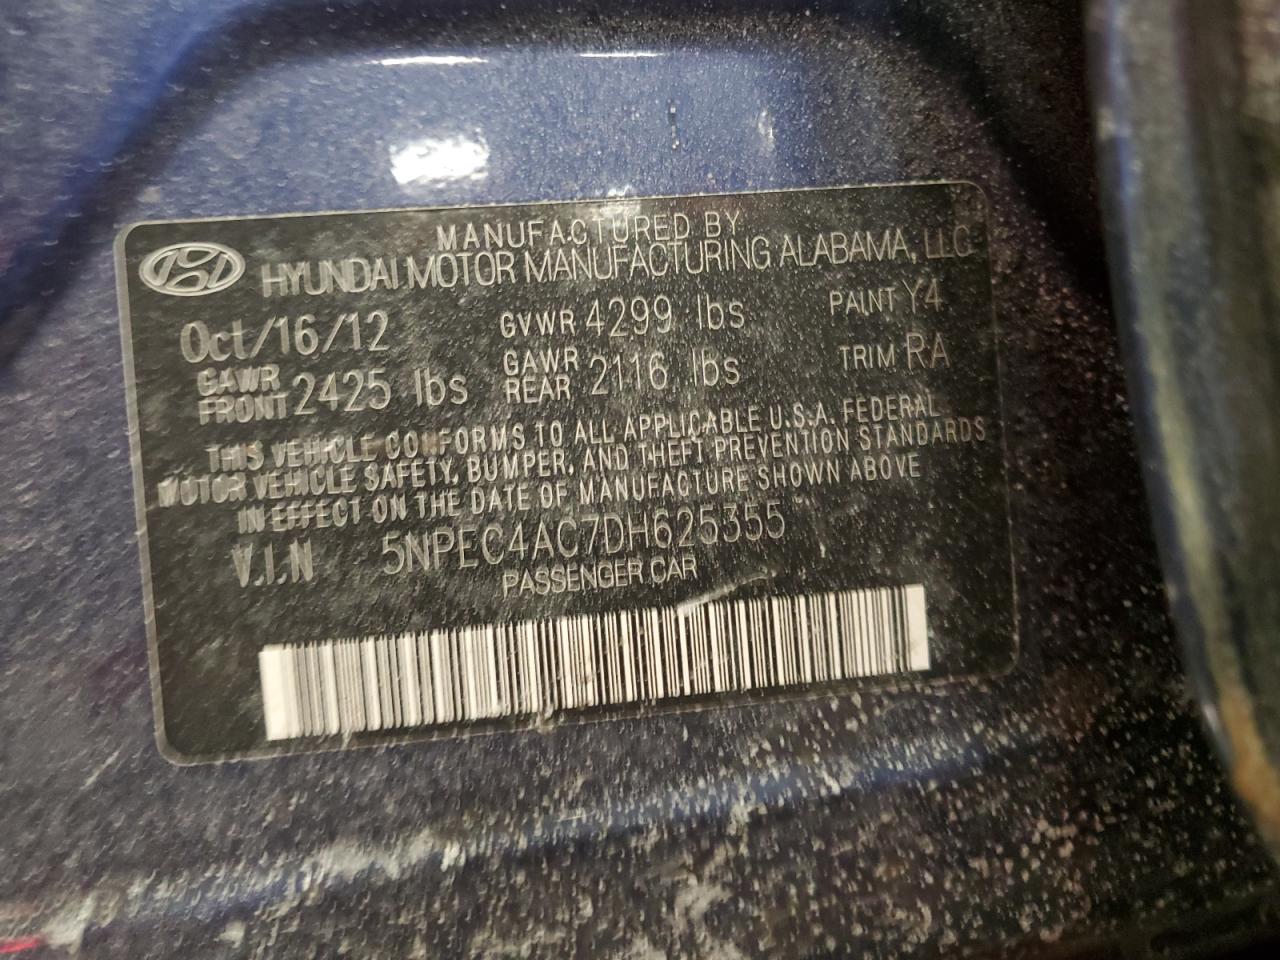 MANUFACTURED BY
HYUNDAI MOTOR MANUFACTURING ALABAMA, LLC
Oct/16/12 GVWR 4299 lbs PAINT Y4
GAWR FRONT 2425 lbs GAWR REAR 2116 lbs TRIM RA
THIS VEHICLE CONFORMS TO ALL APPLICABLE U.S.A. FEDERAL
MOTOR VEHICLE SAFETY, BUMPER, AND THEFT PREVENTION STANDARDS
IN EFFECT ON THE DATE OF MANUFACTURE SHOWN ABOVE
V.I.N 5NPEC4AC7DH625355
PASSENGER CAR